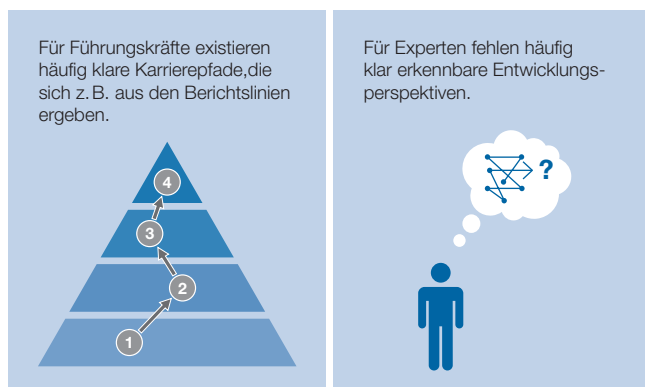 Für Führungskräfte existieren
häufig klare Karrierepfade,die
sich z. B. aus den Berichtslinien
ergeben.
4
3
2
1
Für Experten fehlen häufig
klar erkennbare Entwicklungs-
perspektiven.
?